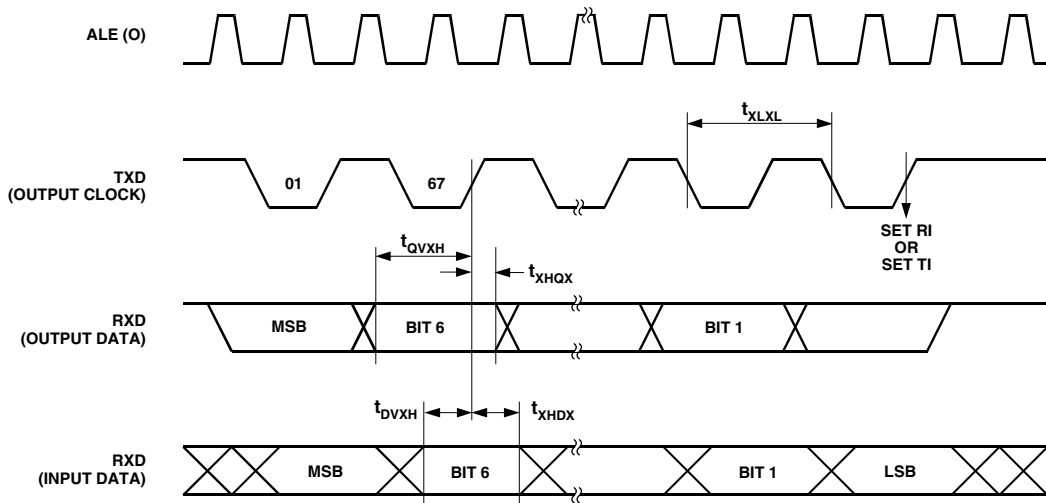 ALE (O)
t_XLXL
TXD
(OUTPUT CLOCK)
01
67
SET RI
OR
SET TI
t_QVXH
t_XHQX
RXD
(OUTPUT DATA)
MSB
BIT 6
BIT 1
t_DVXH
t_XHDX
RXD
(INPUT DATA)
MSB
BIT 6
BIT 1
LSB